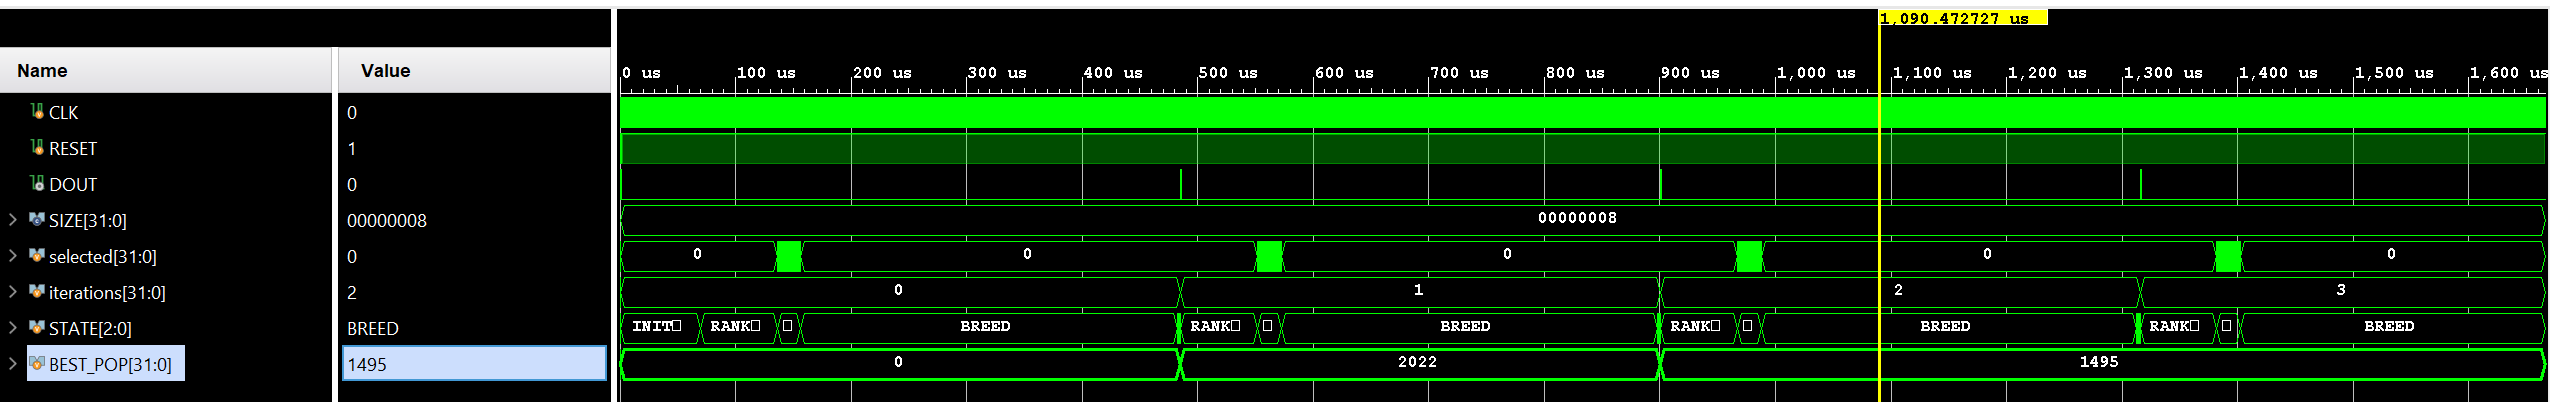 1,090.472727 us
Name Value
0 us 100 us 200 us 300 us 400 us 500 us 600 us 700 us 800 us 900 us 1,000 us 1,100 us 1,200 us 1,300 us 1,400 us 1,500 us 1,600 us
CLK 0
RESET 1
DOUT 0
SIZE[31:0] 00000008 00000008
selected[31:0] 0 0 0 0 0 0
iterations[31:0] 2 0 1 2 3
STATE[2:0] BREED INIT□ RANK□ □ BREED RANK□ □ BREED RANK□ □ BREED RANK□ □ BREED
BEST_POP[31:0] 1495 0 2022 1495